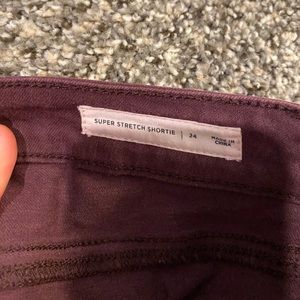 SUPER STRETCH SHORTIE | 24 MADE IN
CHINA